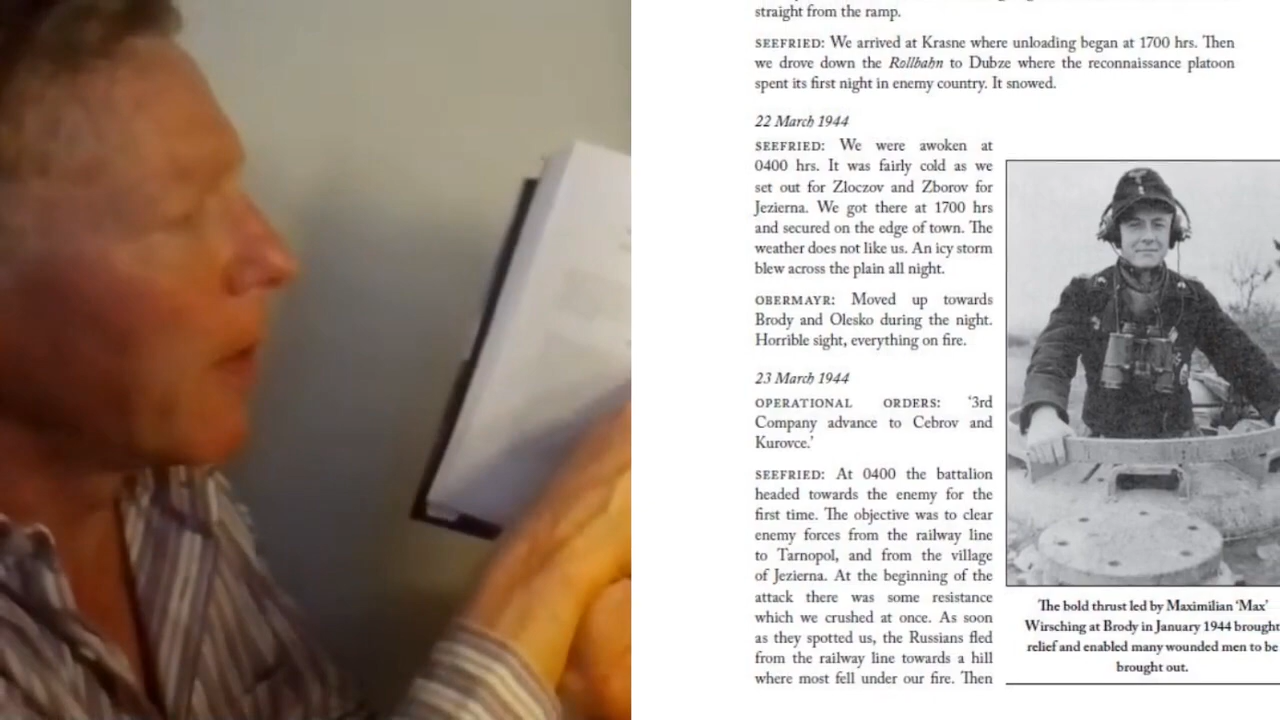 straight from the ramp.
SEEFRIED: We arrived at Krasne where unloading began at 1700 hrs. Then
we drove down the Rollbahn to Dubze where the reconnaissance platoon
spent its first night in enemy country. It snowed.
22 March 1944
SEEFRIED: We were awoken at
0400 hrs. It was fairly cold as we
set out for Zloczov and Zborov for
Jezierna. We got there at 1700 hrs
and secured on the edge of town. The
weather does not like us. An icy storm
blew across the plain all night.
OBERMAYR: Moved up towards
Brody and Olesko during the night.
Horrible sight, everything on fire.
23 March 1944
OPERATIONAL ORDERS: ‘3rd
Company advance to Cebrov and
Kurovce.’
SEEFRIED: At 0400 the battalion
headed towards the enemy for the
first time. The objective was to clear
enemy forces from the railway line
to Tarnopol, and from the village
of Jezierna. At the beginning of the
attack there was some resistance
which we crushed at once. As soon
as they spotted us, the Russians fled
from the railway line towards a hill
where most fell under our fire. Then
The bold thrust led by Maximilian ‘Max’
Wirsching at Brody in January 1944 brought
relief and enabled many wounded men to be
brought out.